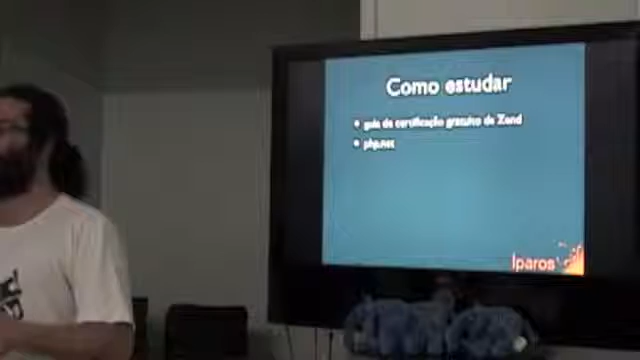 Como estudar
• guia de certificação gratuito da Zend
• php.net
Iparos